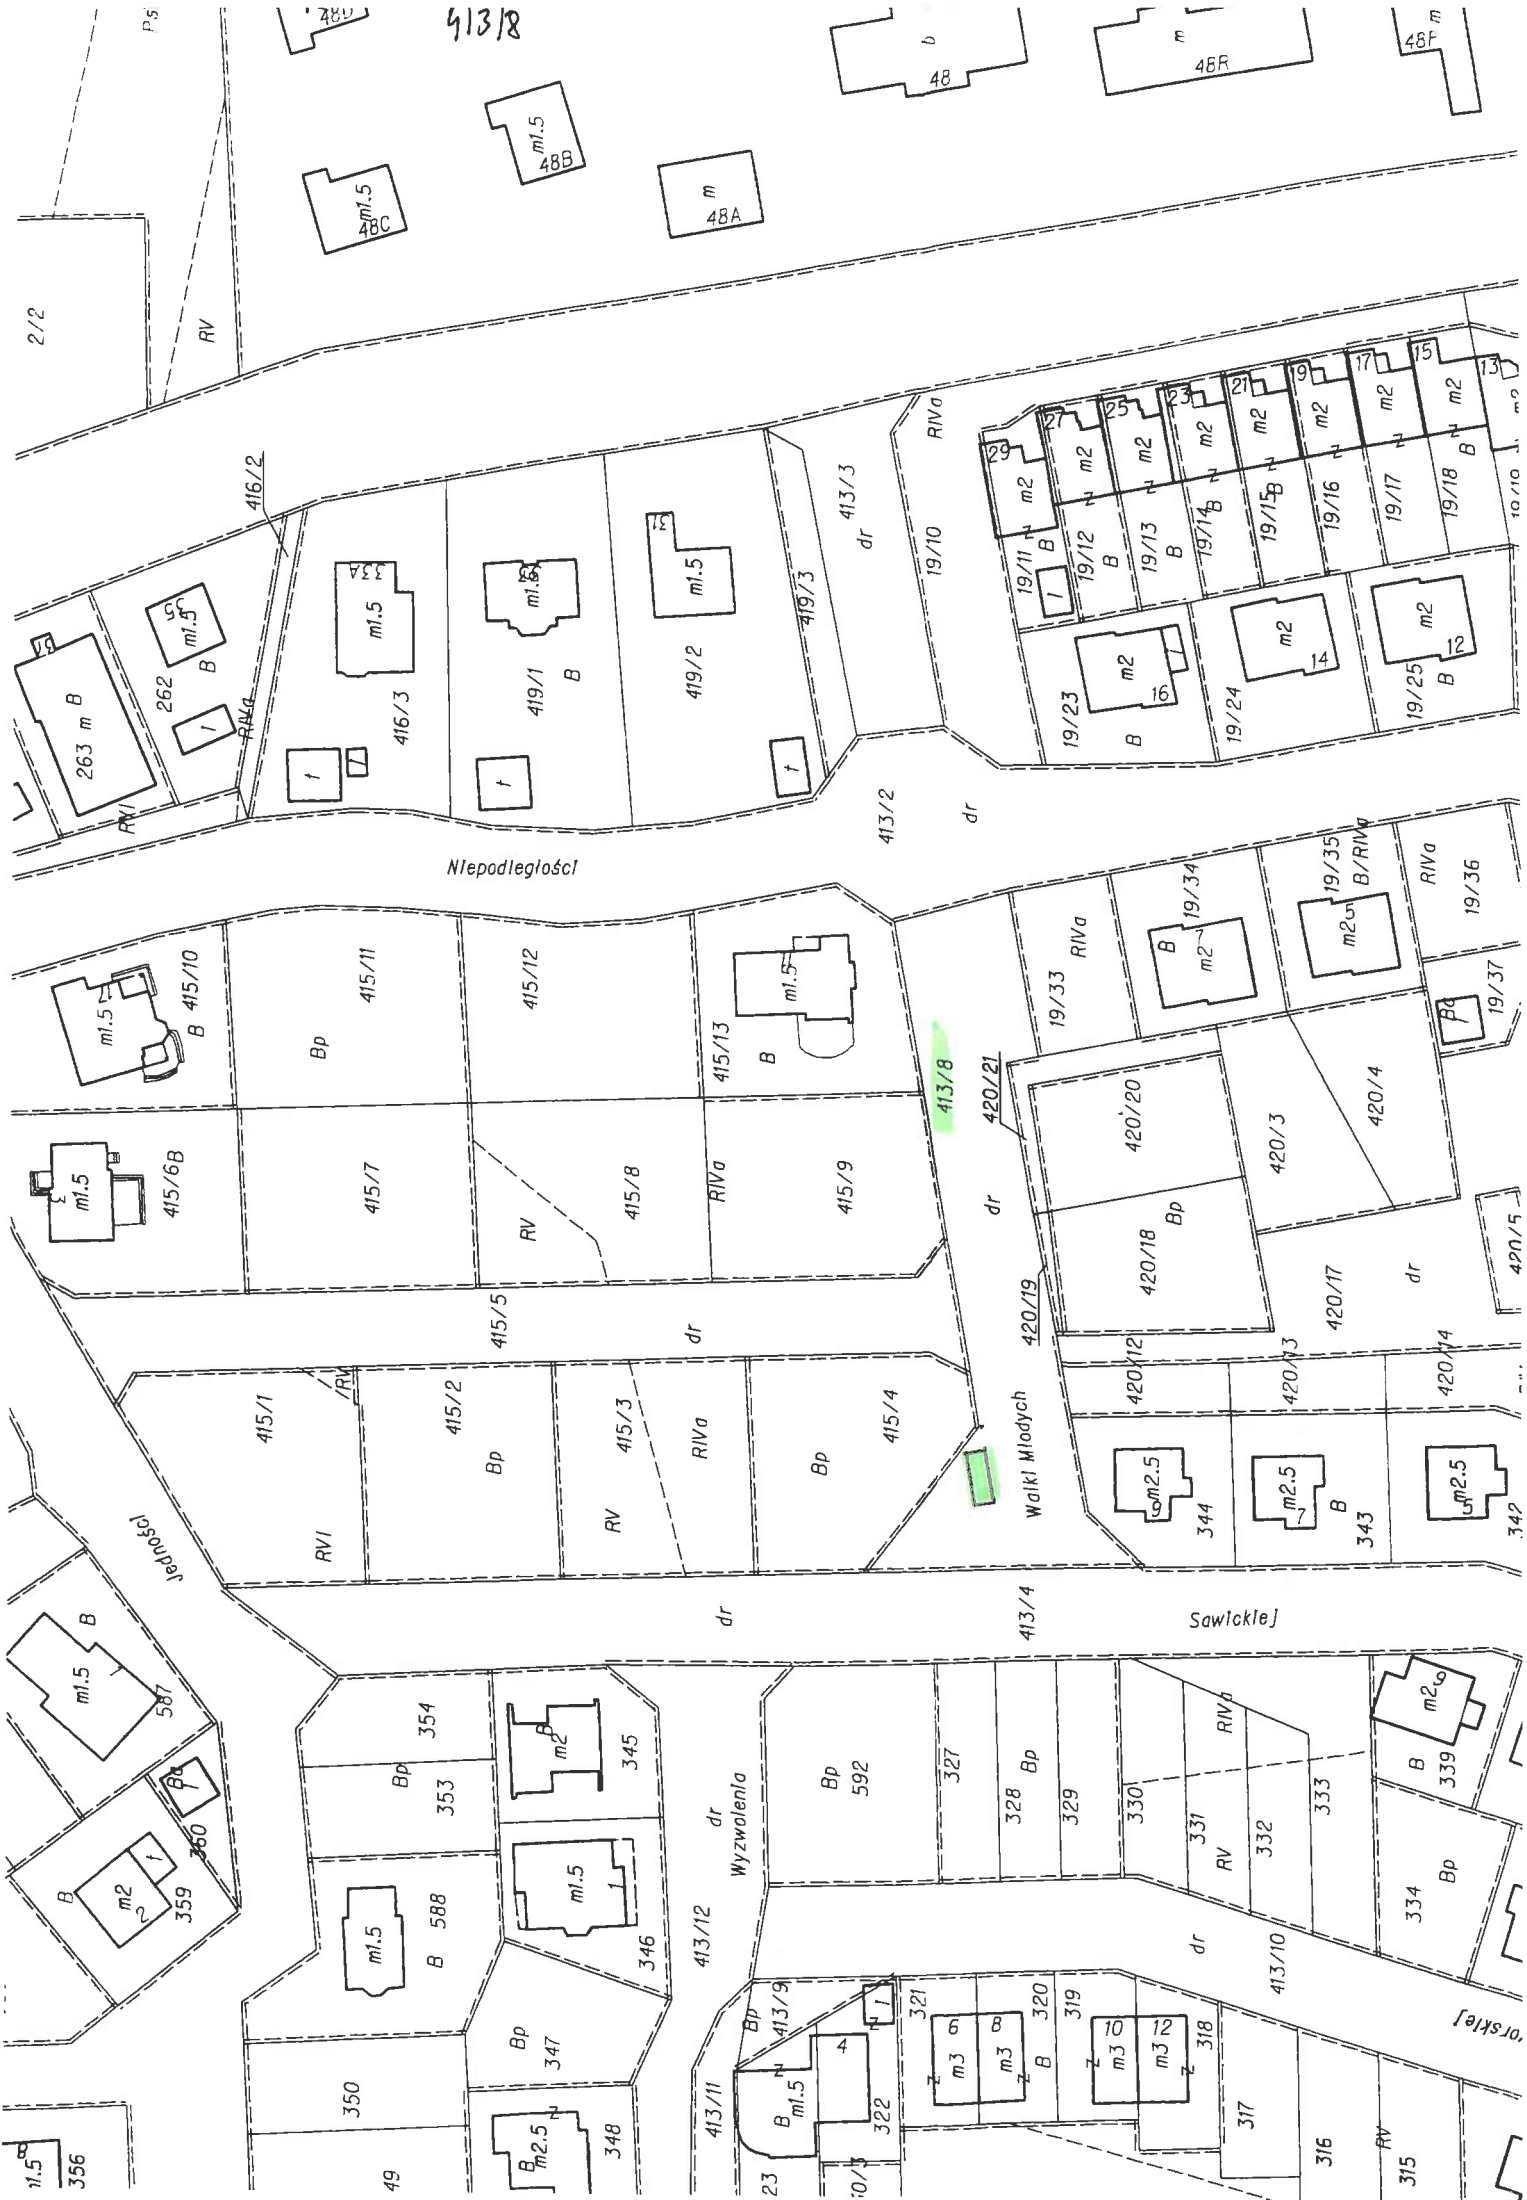 Ps
48D
413/8
b
48
m
48R
m
48F
m1.5
48B
m1.5
48C
m
48A
2/2
RV
416/2
33A
m1.5
416/3
m1.5
419/1
B
31
m1.5
419/2
419/3
413/3
dr
RIVa
19/10
29
m2
27
m2
25
m2
23
m2
21
m2
19
m2
17
m2
15
m2
13
m2
z
z
z
z
z
z
z
z
B
B
B
B
B
B
19/11
19/12
19/13
19/14
19/15
19/16
19/17
19/18
19/19
35
m1.5
B
262
RIVa
263 m B
RVI
t
t
t
m2
16
19/23
B
m2
14
19/24
m2
12
19/25
B
Niepodległości
413/2
dr
17
m1.5
415/10
B
415/11
Bp
415/12
m1.5
415/13
B
19/33
RIVa
19/34
B
7
m2
19/35
B/RIVa
m2
5
RIVa
19/36
19/37
413/8
420/21
420/20
420/3
420/4
3
m1.5
415/6
B
415/7
RV
415/8
RIVa
415/9
dr
420/18
Bp
420/19
420/17
dr
420/5
415/5
dr
420/12
420/13
420/14
415/1
RV
415/2
Bp
415/3
RIVa
RV
RVI
415/4
Bp
Walki Młodych
m2.5
9
344
m2.5
7
B
343
m2.5
5
342
Jedności
B
m1.5
587
dr
413/4
Sawickiej
354
Bp
353
B
m2
345
dr
Wyzwolenia
Bp
592
327
328
Bp
329
330
331
RV
332
RIVa
333
m2
9
B
339
334
Bp
360
B
m2
2
359
m1.5
588
B
m1.5
1
346
413/12
dr
413/10
Bp
347
Bp
413/9
413/11
4
z
z
B
m1.5
322
321
6
m3
8
m3
z
z
B
320
319
10
m3
12
m3
z
z
318
317
316
RV
315
350
B
m2.5
z
348
356